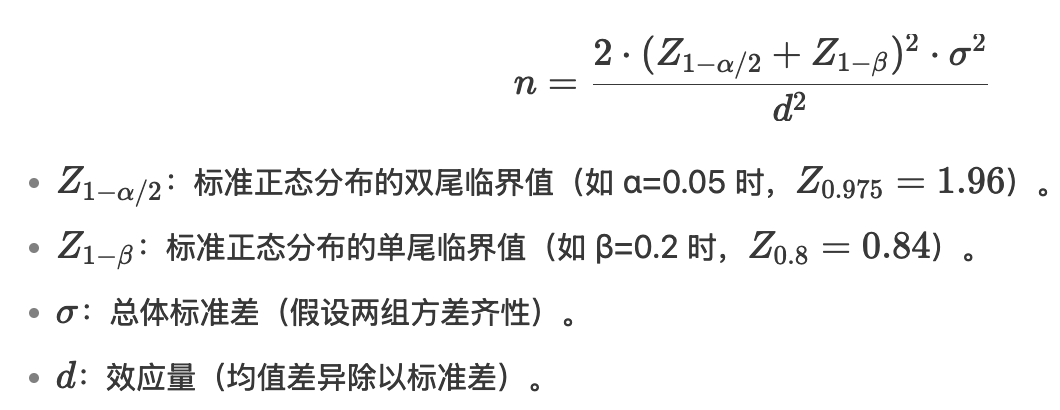 n = \frac{2 \cdot (Z_{1-\alpha/2} + Z_{1-\beta})^2 \cdot \sigma^2}{d^2}
• Z_{1-\alpha/2}：标准正态分布的双尾临界值（如 α=0.05 时，Z_{0.975} = 1.96）。
• Z_{1-\beta}：标准正态分布的单尾临界值（如 β=0.2 时，Z_{0.8} = 0.84）。
• σ：总体标准差（假设两组方差齐性）。
• d：效应量（均值差异除以标准差）。